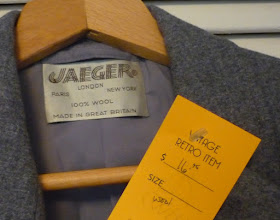 JAEGER
LONDON
PARIS NEW YORK
100% WOOL
MADE IN GREAT BRITAIN
VINTAGE
RETRO ITEM
$ 16.
SIZE